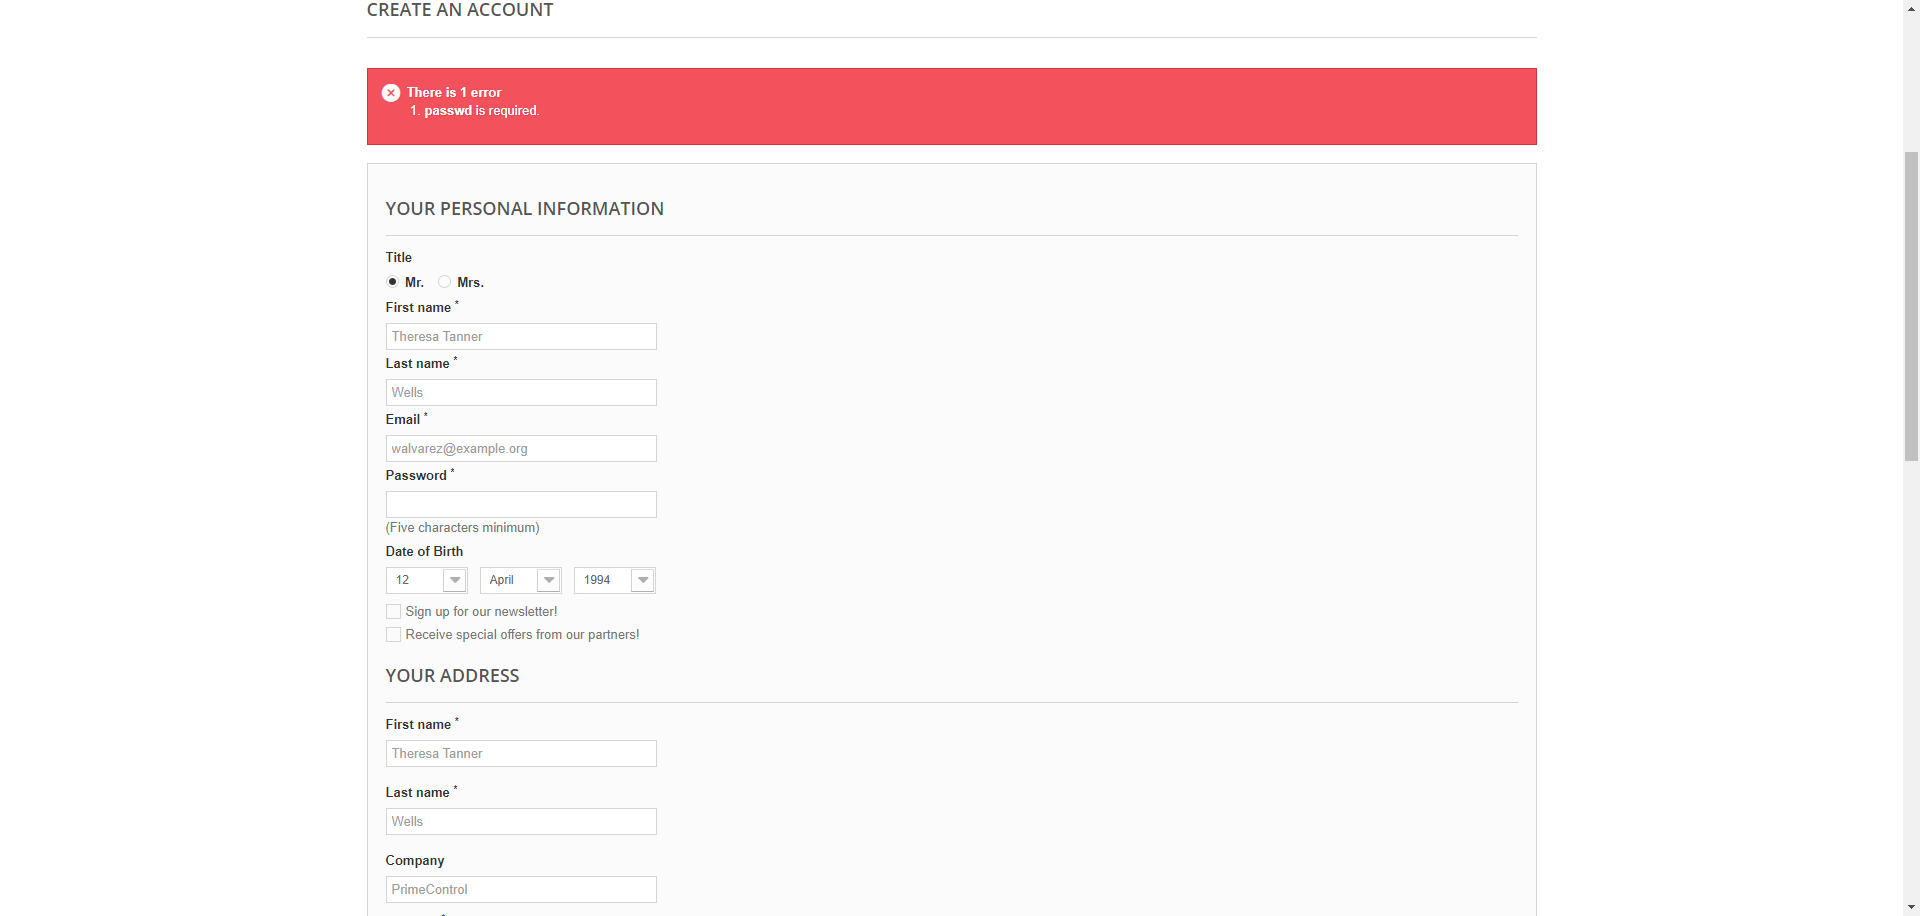 CREATE AN ACCOUNT
There is 1 error
1. passwd is required.
YOUR PERSONAL INFORMATION
Title
Mr. Mrs.
First name *
Theresa Tanner
Last name *
Wells
Email *
walvarez@example.org
Password *
(Five characters minimum)
Date of Birth
12 April 1994
Sign up for our newsletter!
Receive special offers from our partners!
YOUR ADDRESS
First name *
Theresa Tanner
Last name *
Wells
Company
PrimeControl